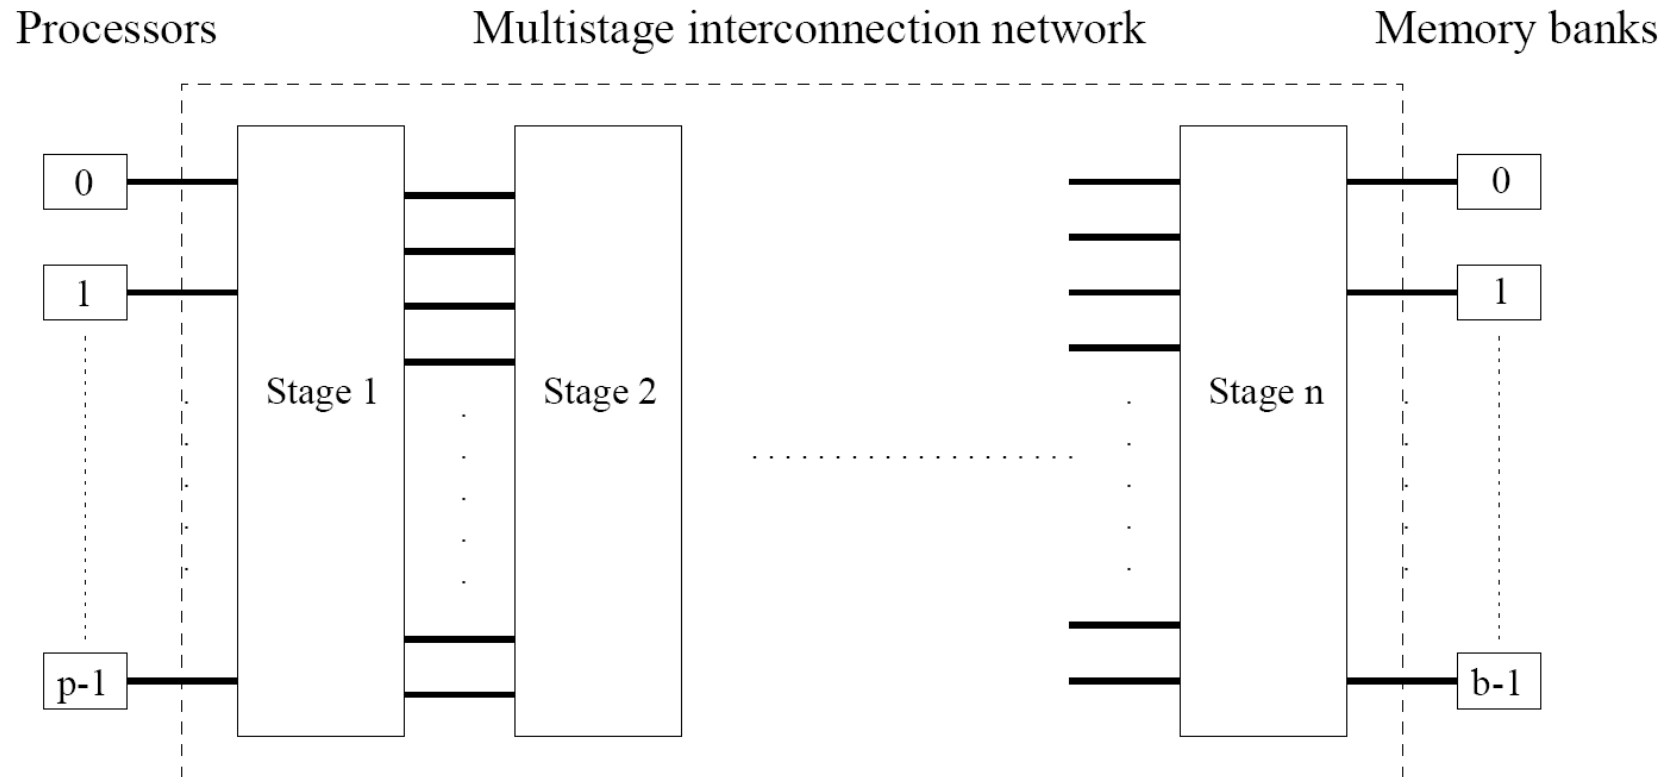 Processors Multistage interconnection network Memory banks
0 0
1 1
Stage 1 Stage 2 Stage n
p-1 b-1